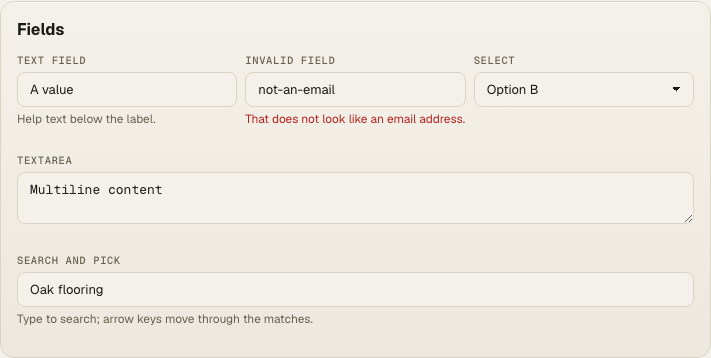 Fields
TEXT FIELD INVALID FIELD SELECT
A value not-an-email Option B
Help text below the label. That does not look like an email address.
TEXTAREA
Multiline content
SEARCH AND PICK
Oak flooring
Type to search; arrow keys move through the matches.